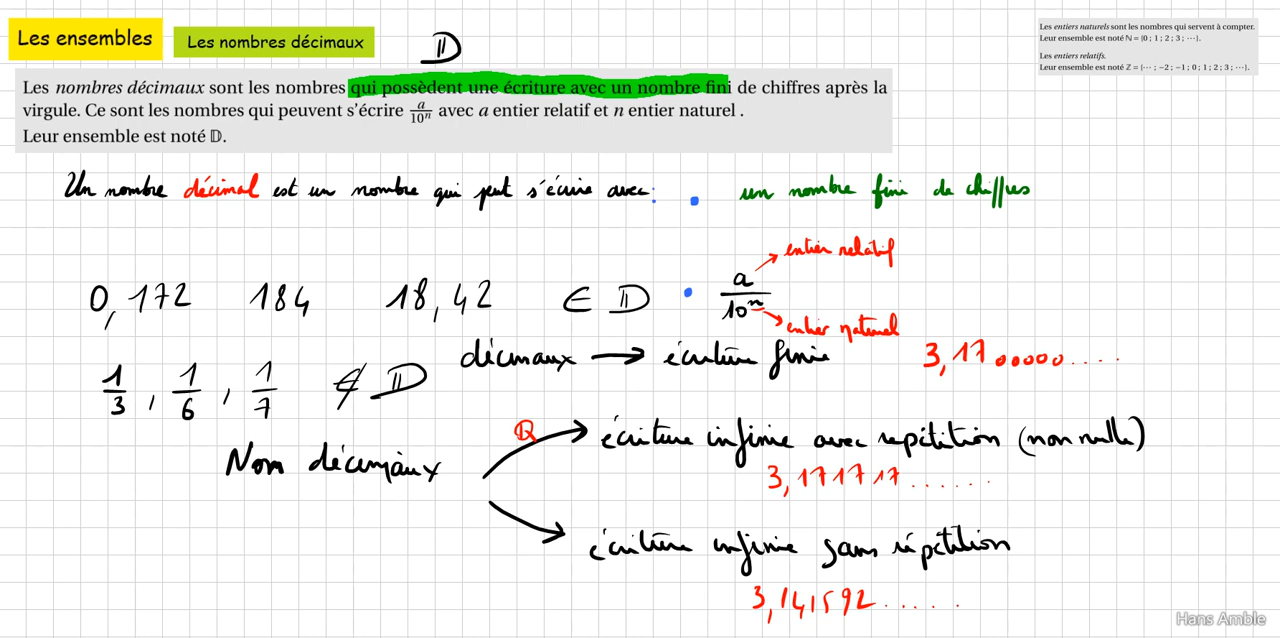 Les ensembles
Les nombres décimaux
𝔻
Les entiers naturels sont les nombres qui servent à compter.
Leur ensemble est noté ℕ = {0 ; 1 ; 2 ; 3 ; ⋯}.
Les entiers relatifs.
Leur ensemble est noté ℤ = {⋯ ; −2 ; −1 ; 0 ; 1 ; 2 ; 3 ; ⋯}.
Les nombres décimaux sont les nombres qui possèdent une écriture avec un nombre fini de chiffres après la
virgule. Ce sont les nombres qui peuvent s'écrire a/10ⁿ avec a entier relatif et n entier naturel .
Leur ensemble est noté 𝔻.
Un nombre décimal est un nombre qui peut s'écrire avec : • un nombre fini de chiffres
0,172 184 18,42 ∈ 𝔻 • a/10ⁿ
entier relatif
entier naturel
décimaux → écriture finie 3,1700000....
1/3 , 1/6 , 1/7 ∉ 𝔻
ℚ écriture infinie avec répétition (non nulle)
Non décimaux
3,171717......
écriture infinie sans répétition
3,141592......
Hans Amble